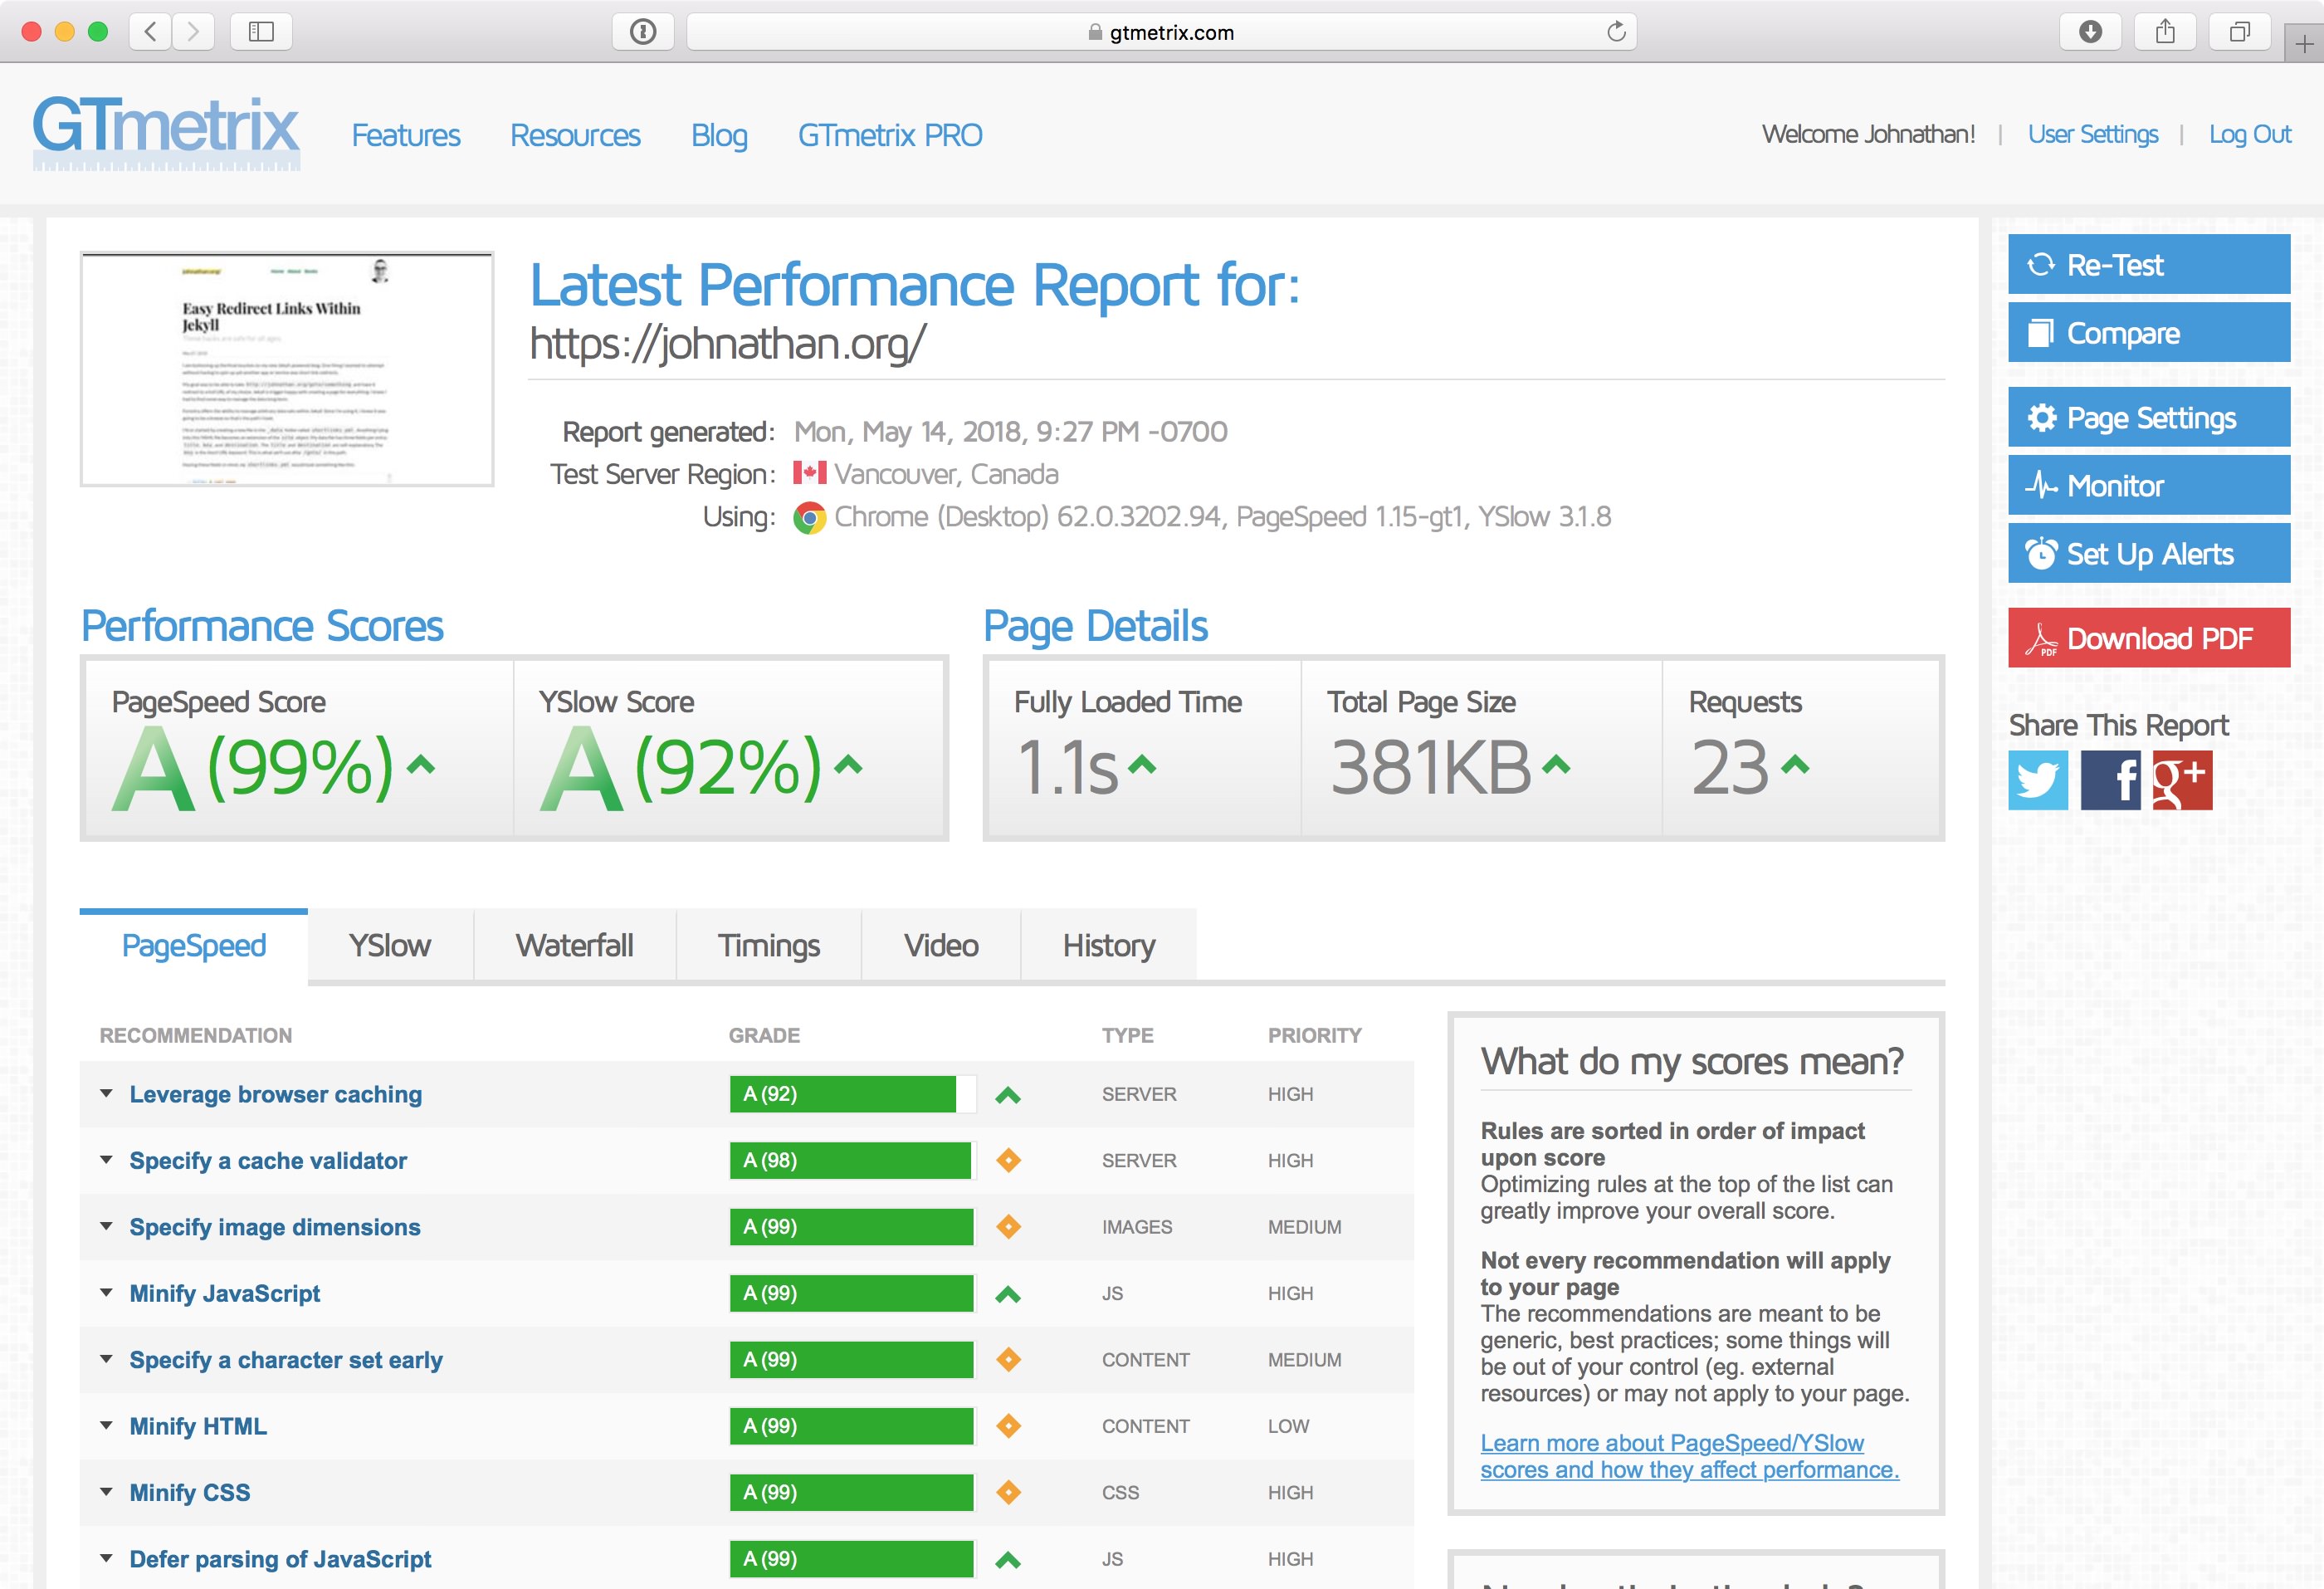 gtmetrix.com
GTmetrix
Features
Resources
Blog
GTmetrix PRO
Welcome Johnathan! | User Settings | Log Out
Easy Redirect Links Within
Jekyll
Latest Performance Report for:
https://johnathan.org/
Report generated: Mon, May 14, 2018, 9:27 PM -0700
Test Server Region: Vancouver, Canada
Using: Chrome (Desktop) 62.0.3202.94, PageSpeed 1.15-gt1, YSlow 3.1.8
Re-Test
Compare
Page Settings
Monitor
Set Up Alerts
PDF Download PDF
Share This Report
f
g+
Performance Scores
PageSpeed Score
A (99%)
YSlow Score
A (92%)
Page Details
Fully Loaded Time
1.1s
Total Page Size
381KB
Requests
23
PageSpeed
YSlow
Waterfall
Timings
Video
History
RECOMMENDATION GRADE TYPE PRIORITY
Leverage browser caching A (92) SERVER HIGH
Specify a cache validator A (98) SERVER HIGH
Specify image dimensions A (99) IMAGES MEDIUM
Minify JavaScript A (99) JS HIGH
Specify a character set early A (99) CONTENT MEDIUM
Minify HTML A (99) CONTENT LOW
Minify CSS A (99) CSS HIGH
Defer parsing of JavaScript A (99) JS HIGH
What do my scores mean?
Rules are sorted in order of impact
upon score
Optimizing rules at the top of the list can
greatly improve your overall score.
Not every recommendation will apply
to your page
The recommendations are meant to be
generic, best practices; some things will
be out of your control (eg. external
resources) or may not apply to your page.
Learn more about PageSpeed/YSlow
scores and how they affect performance.